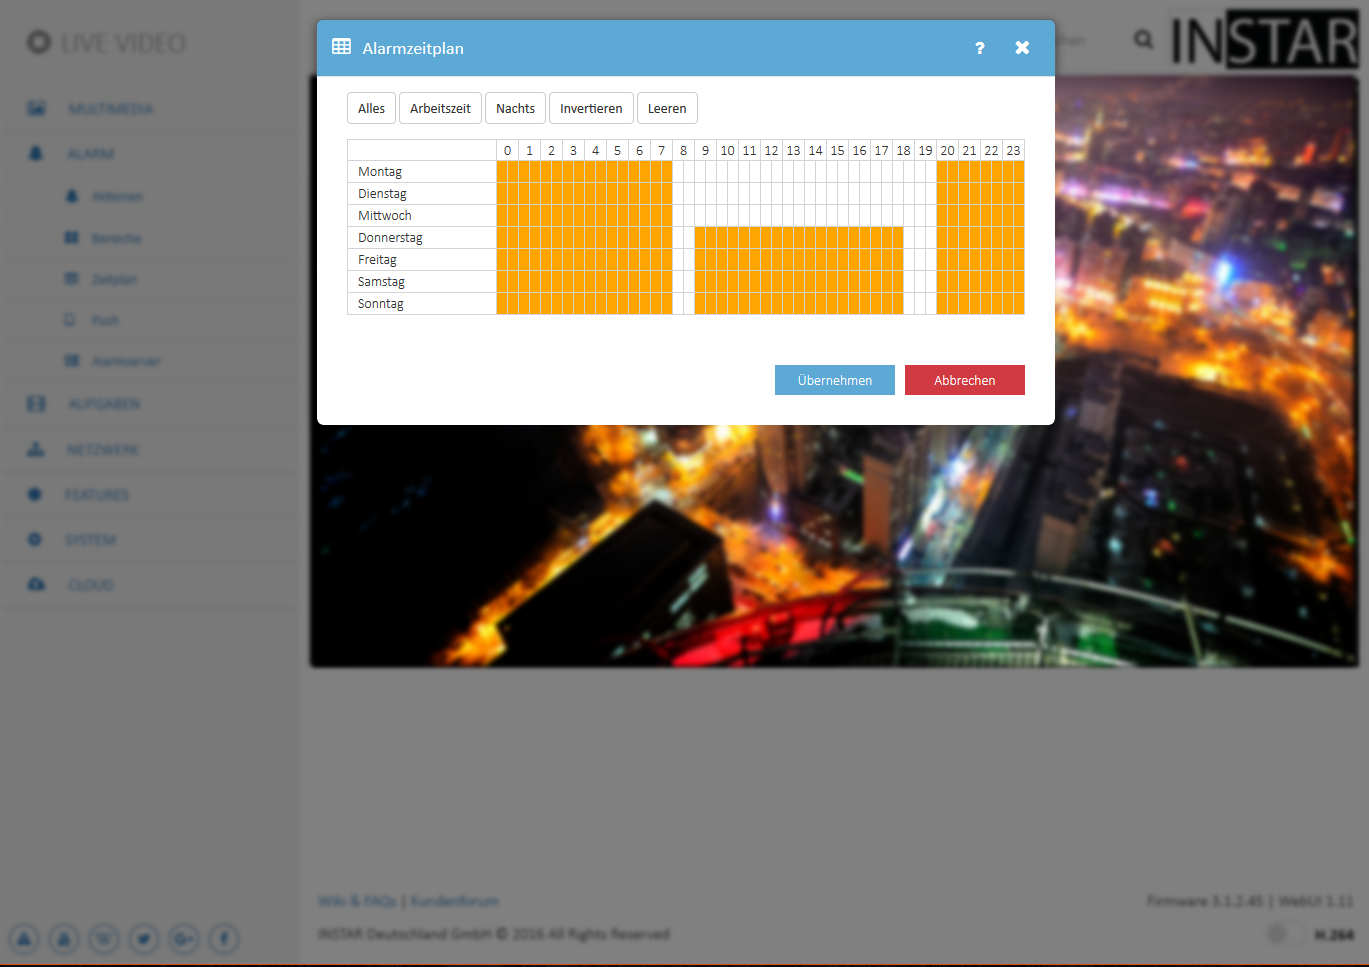 LIVE VIDEO
Alarmzeitplan ?
INSTAR
MULTIMEDIA
ALARM
Aktionen
Bereiche
Zeitplan
Push
Alarmserver
AUFGABEN
NETZWERK
FEATURES
SYSTEM
CLOUD
Alles Arbeitszeit Nachts Invertieren Leeren
0 1 2 3 4 5 6 7 8 9 10 11 12 13 14 15 16 17 18 19 20 21 22 23
Montag
Dienstag
Mittwoch
Donnerstag
Freitag
Samstag
Sonntag
Übernehmen Abbrechen
Wiki & FAQs | Kundenforum
Firmware 3.1.2.45 | WebUI 1.11
INSTAR Deutschland GmbH © 2016 All Rights Reserved
H.264